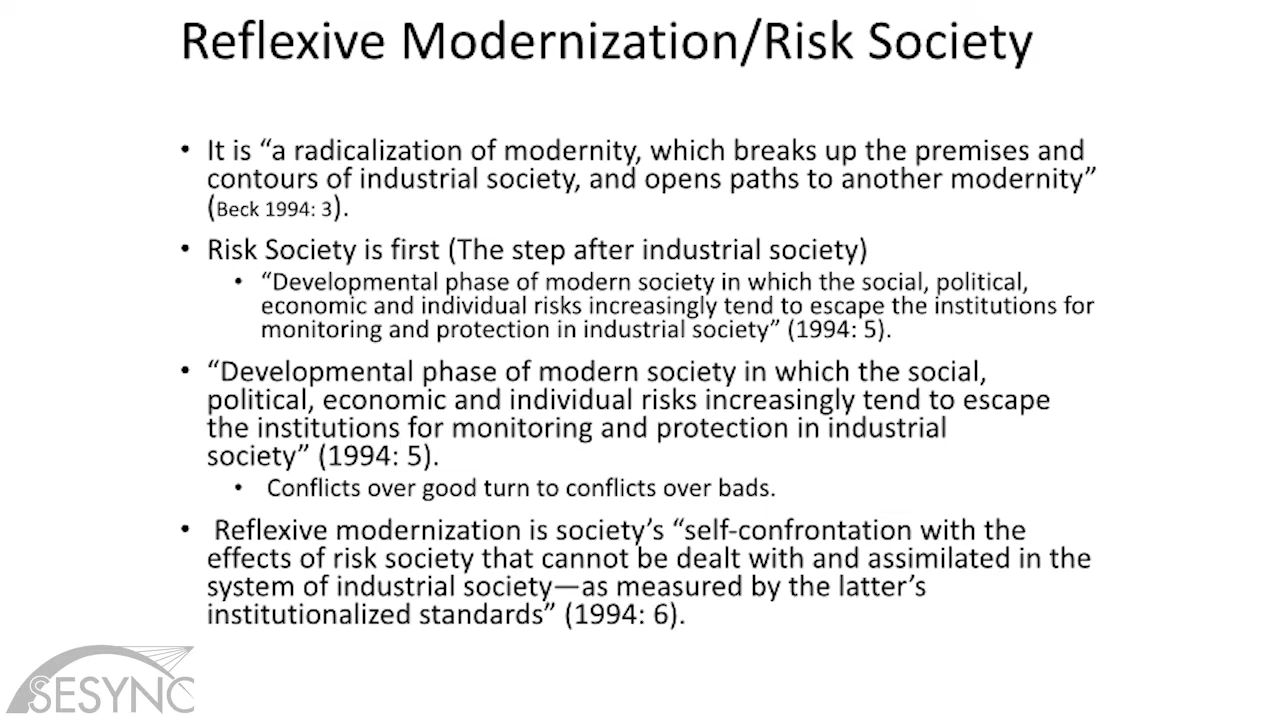 Reflexive Modernization/Risk Society
• It is “a radicalization of modernity, which breaks up the premises and
contours of industrial society, and opens paths to another modernity”
(Beck 1994: 3).
• Risk Society is first (The step after industrial society)
• “Developmental phase of modern society in which the social, political,
economic and individual risks increasingly tend to escape the institutions for
monitoring and protection in industrial society” (1994: 5).
• “Developmental phase of modern society in which the social,
political, economic and individual risks increasingly tend to escape
the institutions for monitoring and protection in industrial
society” (1994: 5).
• Conflicts over good turn to conflicts over bads.
• Reflexive modernization is society’s “self-confrontation with the
effects of risk society that cannot be dealt with and assimilated in the
system of industrial society—as measured by the latter’s
institutionalized standards” (1994: 6).
SESYNC